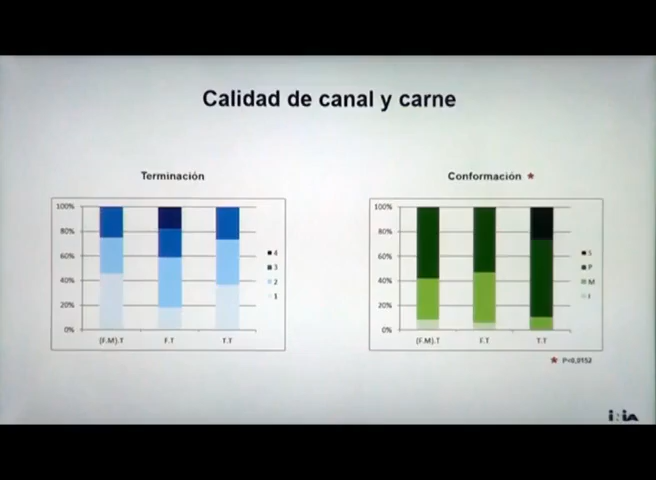 Calidad de canal y carne
Terminación
100%
80%
60%
40%
20%
0%
(F.M).T
F.T
T.T
4
3
2
1
Conformación *
100%
80%
60%
40%
20%
0%
(F.M).T
F.T
T.T
S
P
M
I
* P<0,0152